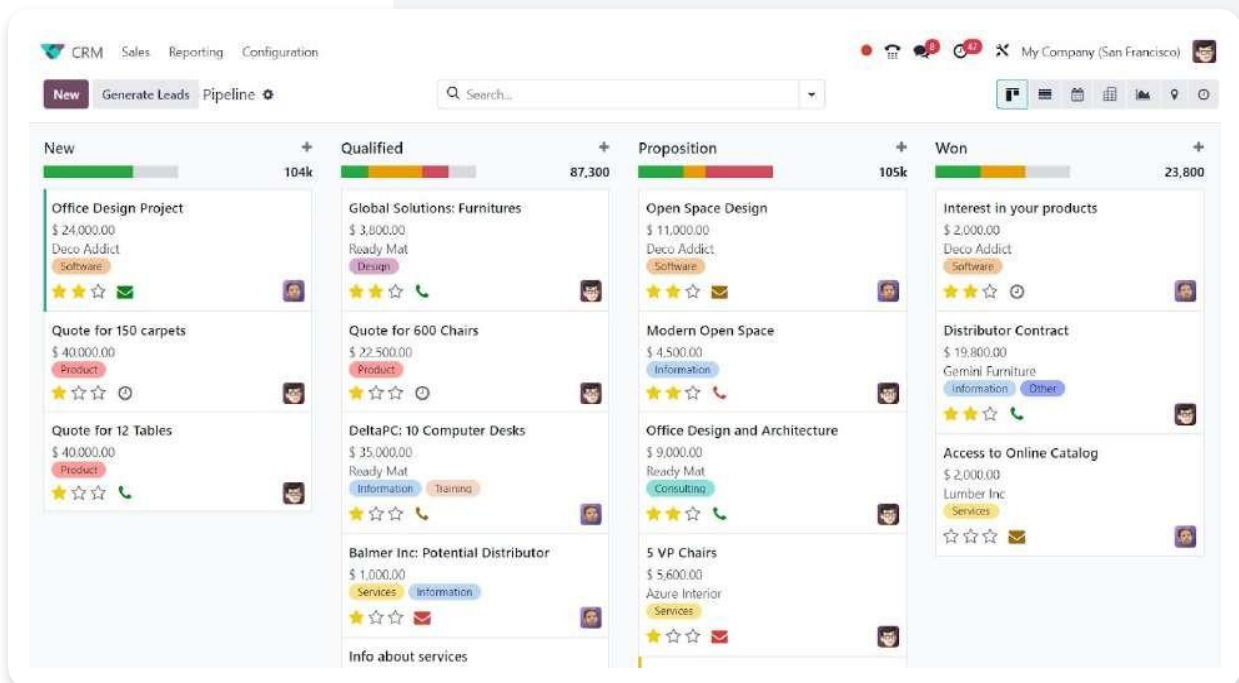 CRM Sales Reporting Configuration 8 47 My Company (San Francisco)
New Generate Leads Pipeline Search...
New
104k
Office Design Project
$ 24,000.00
Deco Addict
Software
Quote for 150 carpets
$ 40.000.00
Product
Quote for 12 Tables
$ 40.000.00
Product
Qualified
87,300
Global Solutions: Furnitures
$ 3,800.00
Ready Mat
Design
Quote for 600 Chairs
$ 22.500.00
Product
DeltaPC: 10 Computer Desks
$ 35,000.00
Ready Mat
Information Training
Balmer Inc: Potential Distributor
$ 1,000.00
Services Information
Info about services
Proposition
105k
Open Space Design
$ 11,000.00
Deco Addict
Software
Modern Open Space
$ 4,500.00
Information
Office Design and Architecture
$ 9,000.00
Ready Mat
Consulting
5 VP Chairs
$ 5,600.00
Azure Interior
Services
Won
23,800
Interest in your products
$ 2,000.00
Deco Addict
Software
Distributor Contract
$ 19,800.00
Gemini Furniture
Information Other
Access to Online Catalog
$ 2,000.00
Lumber Inc
Services